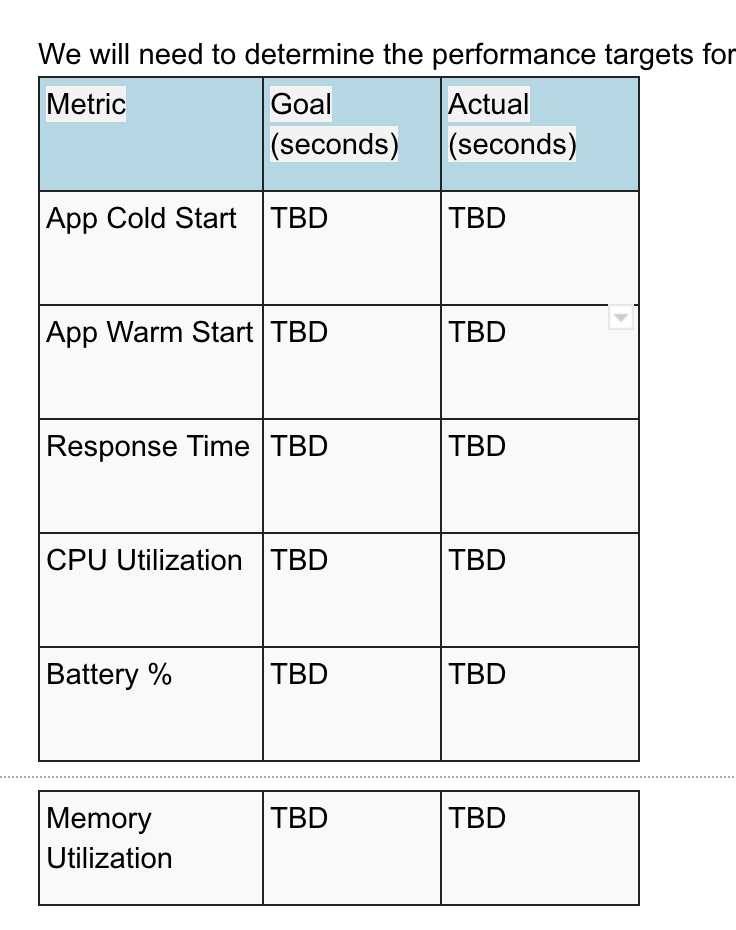 We will need to determine the performance targets for
Metric Goal Actual
(seconds) (seconds)
App Cold Start TBD TBD
App Warm Start TBD TBD
Response Time TBD TBD
CPU Utilization TBD TBD
Battery % TBD TBD
Memory TBD TBD
Utilization